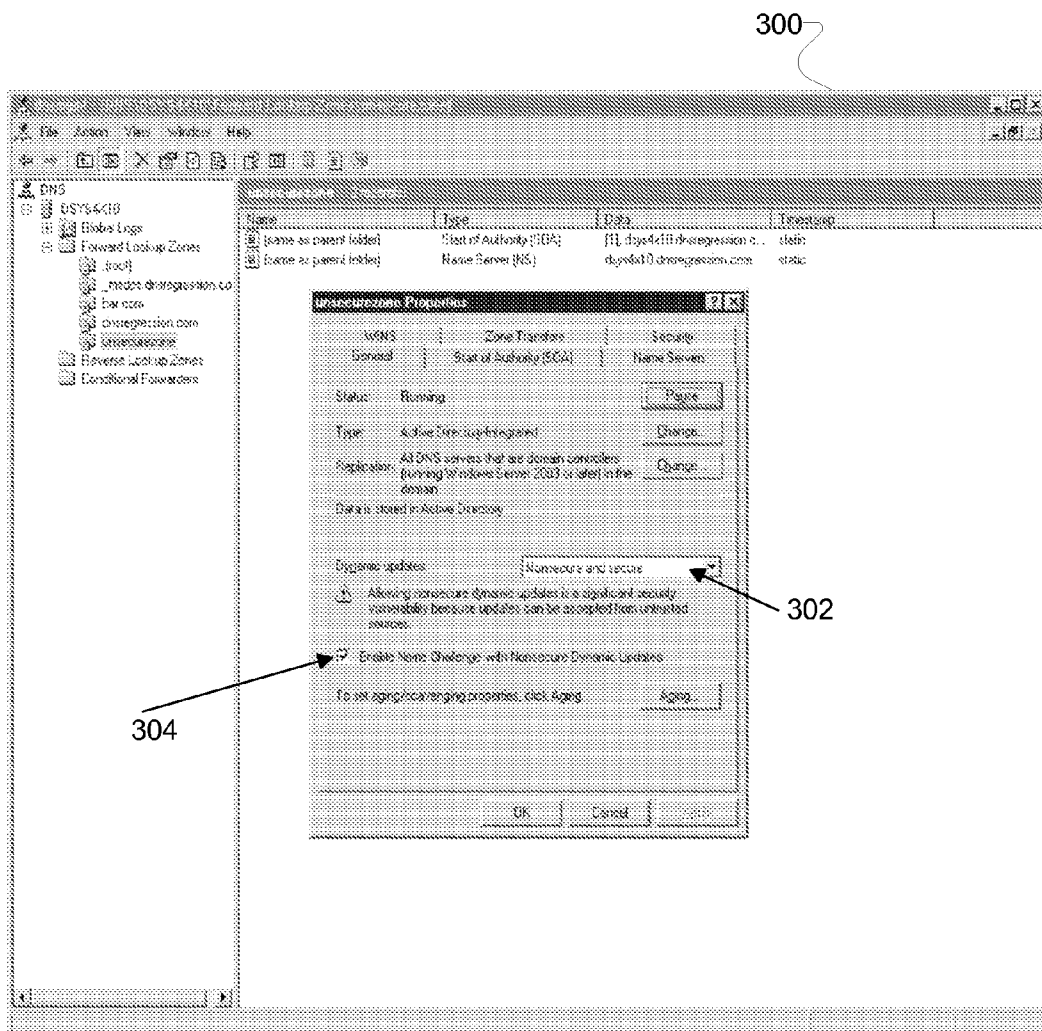 300
File Action View Window Help
DNS
DSYS4X10
Global Logs
Forward Lookup Zones
bar.com
dnsregression.com
unsecurezone
Reverse Lookup Zones
Conditional Forwarders
Name Type Data Timestamp
(same as parent folder) Start of Authority (SOA) static
(same as parent folder) Name Server (NS) dsys4x10.dnsregression.com. static
unsecurezone Properties
WINS Zone Transfers Security
General Start of Authority (SOA) Name Servers
Status: Running Pause
Type: Active Directory-Integrated Change...
Replication: All DNS servers that are domain controllers Change...
(running Windows Server 2003 or later) in the
domain
Data is stored in Active Directory
Dynamic updates: Nonsecure and secure
302
Allowing nonsecure dynamic updates is a significant security
vulnerability because updates can be accepted from untrusted
sources.
Enable Name Challenge with Nonsecure Dynamic Updates
304
To set aging/scavenging properties, click Aging. Aging...
OK Cancel